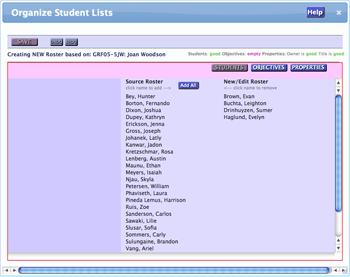 Organize Student Lists
Help
×
SAVE
Creating NEW Roster based on: GRF05-5JW: Joan Woodson
Students: good Objectives: empty Properties: Owner is good Title is good
STUDENTS OBJECTIVES PROPERTIES
Source Roster
click name to add --->
Add All
New/Edit Roster
<--- click name to remove
Bey, Hunter
Borton, Fernando
Dixon, Joshua
Dupey, Kathryn
Erickson, Jenna
Gross, Joseph
Johanek, Latly
Kanwar, Jadon
Kretzschmar, Rosa
Lenberg, Austin
Maunu, Ethan
Meyers, Isaiah
Njau, Skyla
Petersen, William
Phavisath, Laura
Pineda Lemus, Harrison
Ruis, Zoe
Sanderson, Carlos
Sawaki, Lilie
Slusar, Sofia
Sommers, Carly
Sulungaine, Brandon
Vang, Ariel
Brown, Evan
Buchta, Leighton
Drinhuyzen, Sumer
Haglund, Evelyn